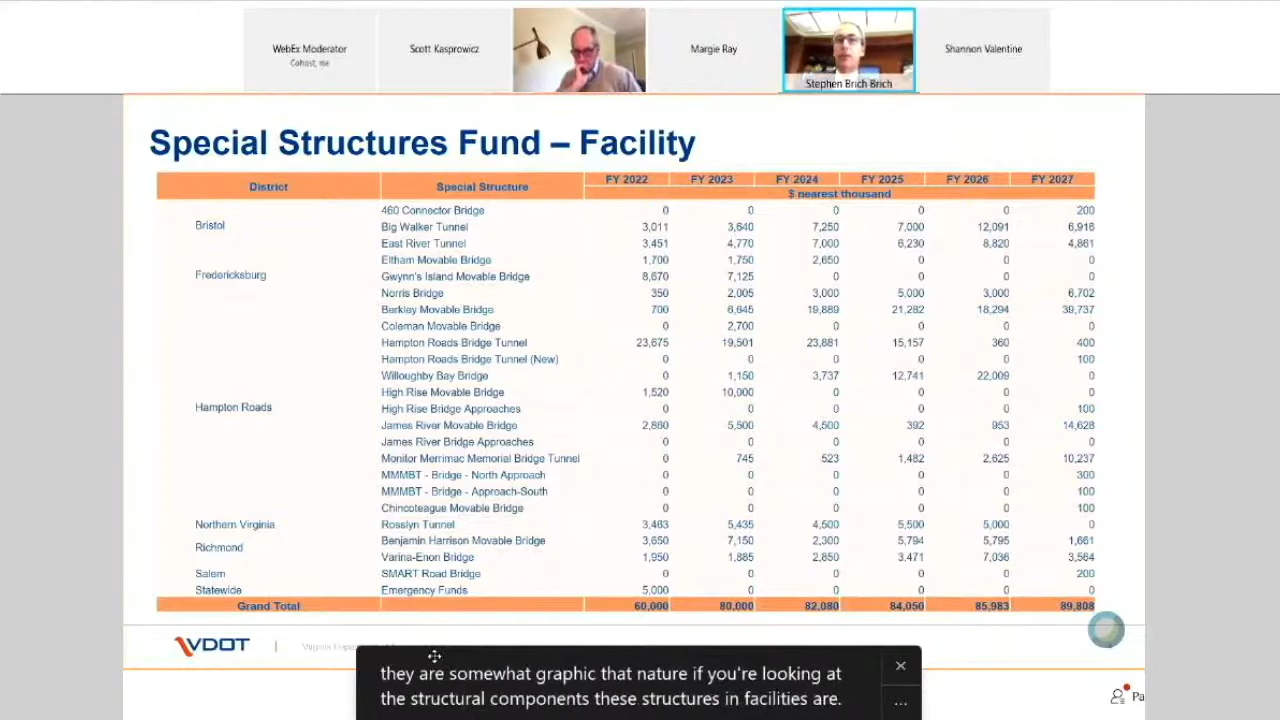 WebEx Moderator
Cohost, me
Scott Kasprowicz
Margie Ray
Stephen Brich Brich
Shannon Valentine
Special Structures Fund – Facility
District Special Structure FY 2022 FY 2023 FY 2024 FY 2025 FY 2026 FY 2027
$ nearest thousand
460 Connector Bridge 0 0 0 0 0 200
Bristol Big Walker Tunnel 3,011 3,640 7,250 7,000 12,091 6,916
East River Tunnel 3,451 4,770 7,000 6,230 8,820 4,861
Eltham Movable Bridge 1,700 1,750 2,650 0 0 0
Fredericksburg Gwynn's Island Movable Bridge 8,670 7,125 0 0 0 0
Norris Bridge 350 2,005 3,000 5,000 3,000 6,702
Berkley Movable Bridge 700 6,645 19,889 21,282 18,294 39,737
Coleman Movable Bridge 0 2,700 0 0 0 0
Hampton Roads Bridge Tunnel 23,675 19,501 23,881 15,157 360 400
Hampton Roads Bridge Tunnel (New) 0 0 0 0 0 100
Willoughby Bay Bridge 0 1,150 3,737 12,741 22,009 0
High Rise Movable Bridge 1,520 10,000 0 0 0 0
Hampton Roads High Rise Bridge Approaches 0 0 0 0 0 100
James River Movable Bridge 2,860 5,500 4,500 392 953 14,628
James River Bridge Approaches 0 0 0 0 0 0
Monitor Merrimac Memorial Bridge Tunnel 0 745 523 1,482 2,625 10,237
MMMBT - Bridge - North Approach 0 0 0 0 0 300
MMMBT - Bridge - Approach-South 0 0 0 0 0 100
Chincoteague Movable Bridge 0 0 0 0 0 100
Northern Virginia Rosslyn Tunnel 3,463 5,435 4,500 5,500 5,000 0
Richmond Benjamin Harrison Movable Bridge 3,650 7,150 2,300 5,794 5,795 1,661
Varina-Enon Bridge 1,950 1,885 2,850 3,471 7,036 3,564
Salem SMART Road Bridge 0 0 0 0 0 200
Statewide Emergency Funds 5,000 0 0 0 0 0
Grand Total 60,000 80,000 82,080 84,050 85,983 89,808
VDOT
Virginia
they are somewhat graphic that nature if you're looking at
the structural components these structures in facilities are.
Pa